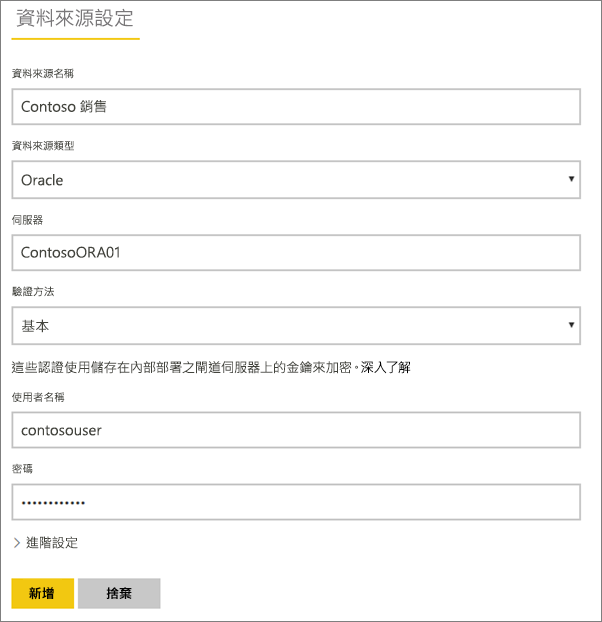 資料來源設定
資料來源名稱
Contoso 銷售
資料來源類型
Oracle
伺服器
ContosoORA01
驗證方法
基本
這些認證使用儲存在內部部署之閘道伺服器上的金鑰來加密。深入了解
使用者名稱
contosouser
密碼
••••••••••••
進階設定
新增 捨棄